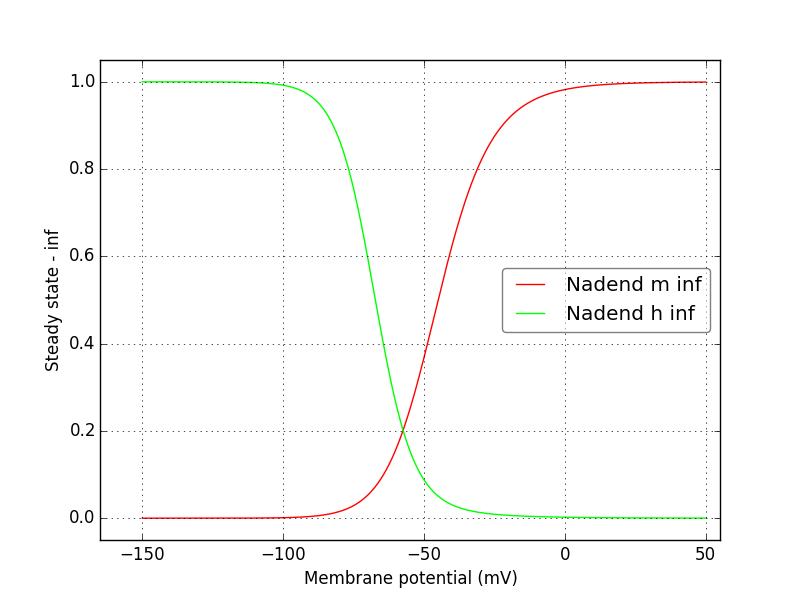 1.0
0.8
0.6
0.4
0.2
0.0
Steady state - inf
Nadend m inf
Nadend h inf
−150 −100 −50 0 50
Membrane potential (mV)